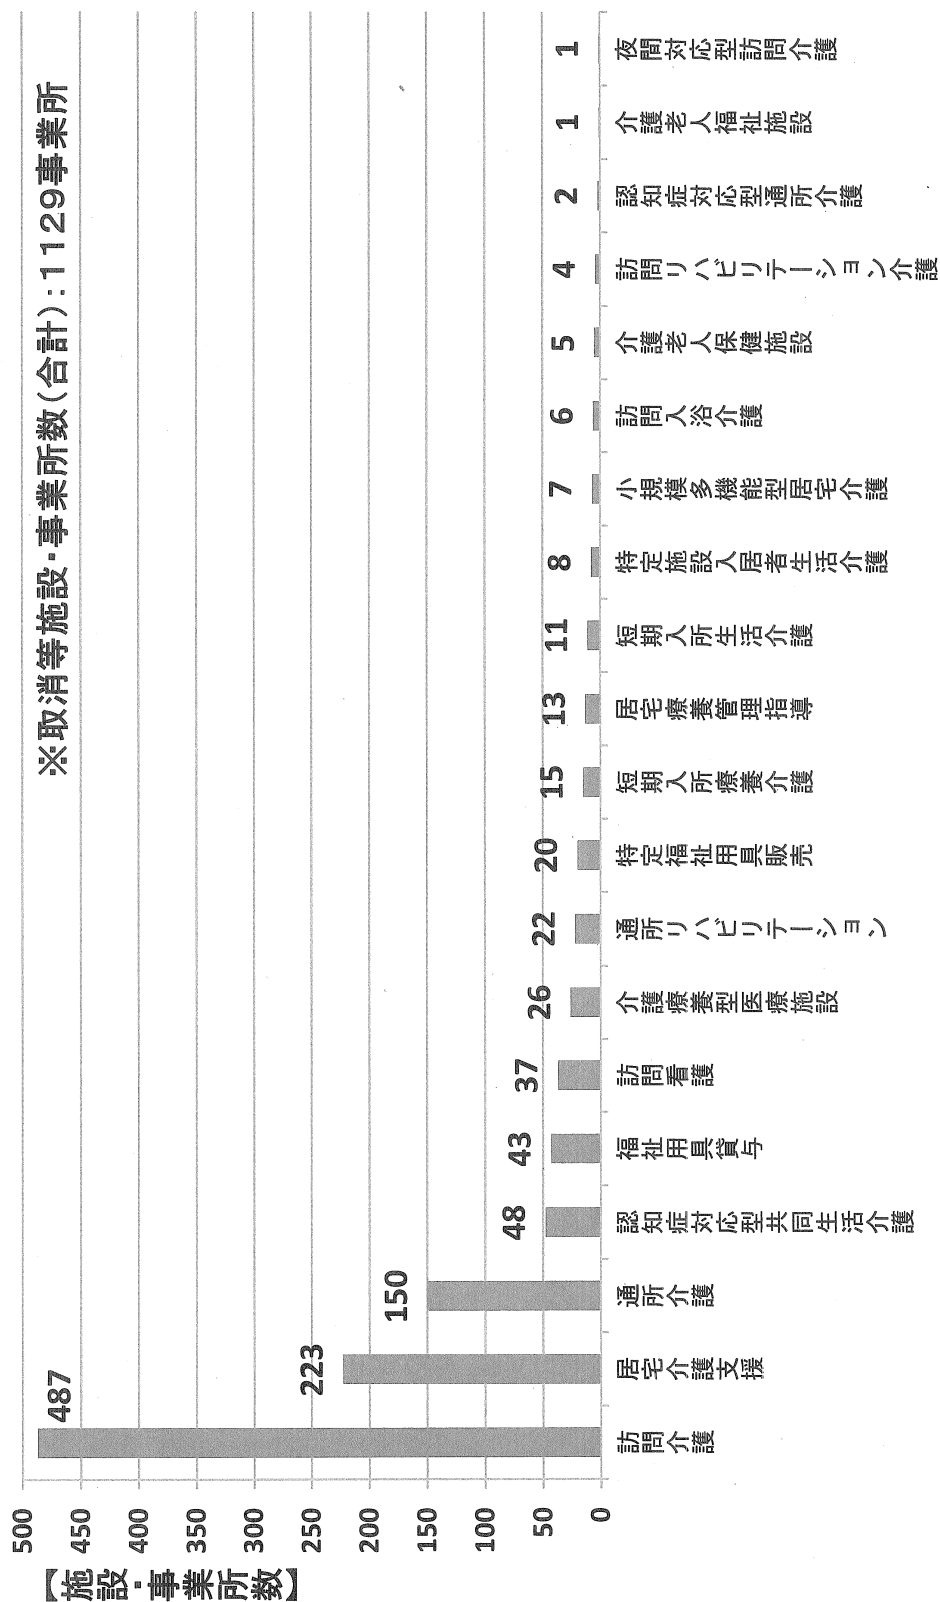 ※取消等施設・事業所数(合計):1129事業所
【施設・事業所数】
500
450
400
350
300
250
200
150
100
50
0
487
223
150
48
43
37
26
22
20
15
13
11
8
7
6
5
4
2
1
1
訪問介護
居宅介護支援
通所介護
認知症対応型共同生活介護
福祉用具貸与
訪問看護
介護療養型医療施設
通所リハビリテーション
特定福祉用具販売
短期入所療養介護
居宅療養管理指導
短期入所生活介護
特定施設入居者生活介護
小規模多機能型居宅介護
訪問入浴介護
介護老人保健施設
訪問リハビリテーション介護
認知症対応型通所介護
介護老人福祉施設
夜間対応型訪問介護